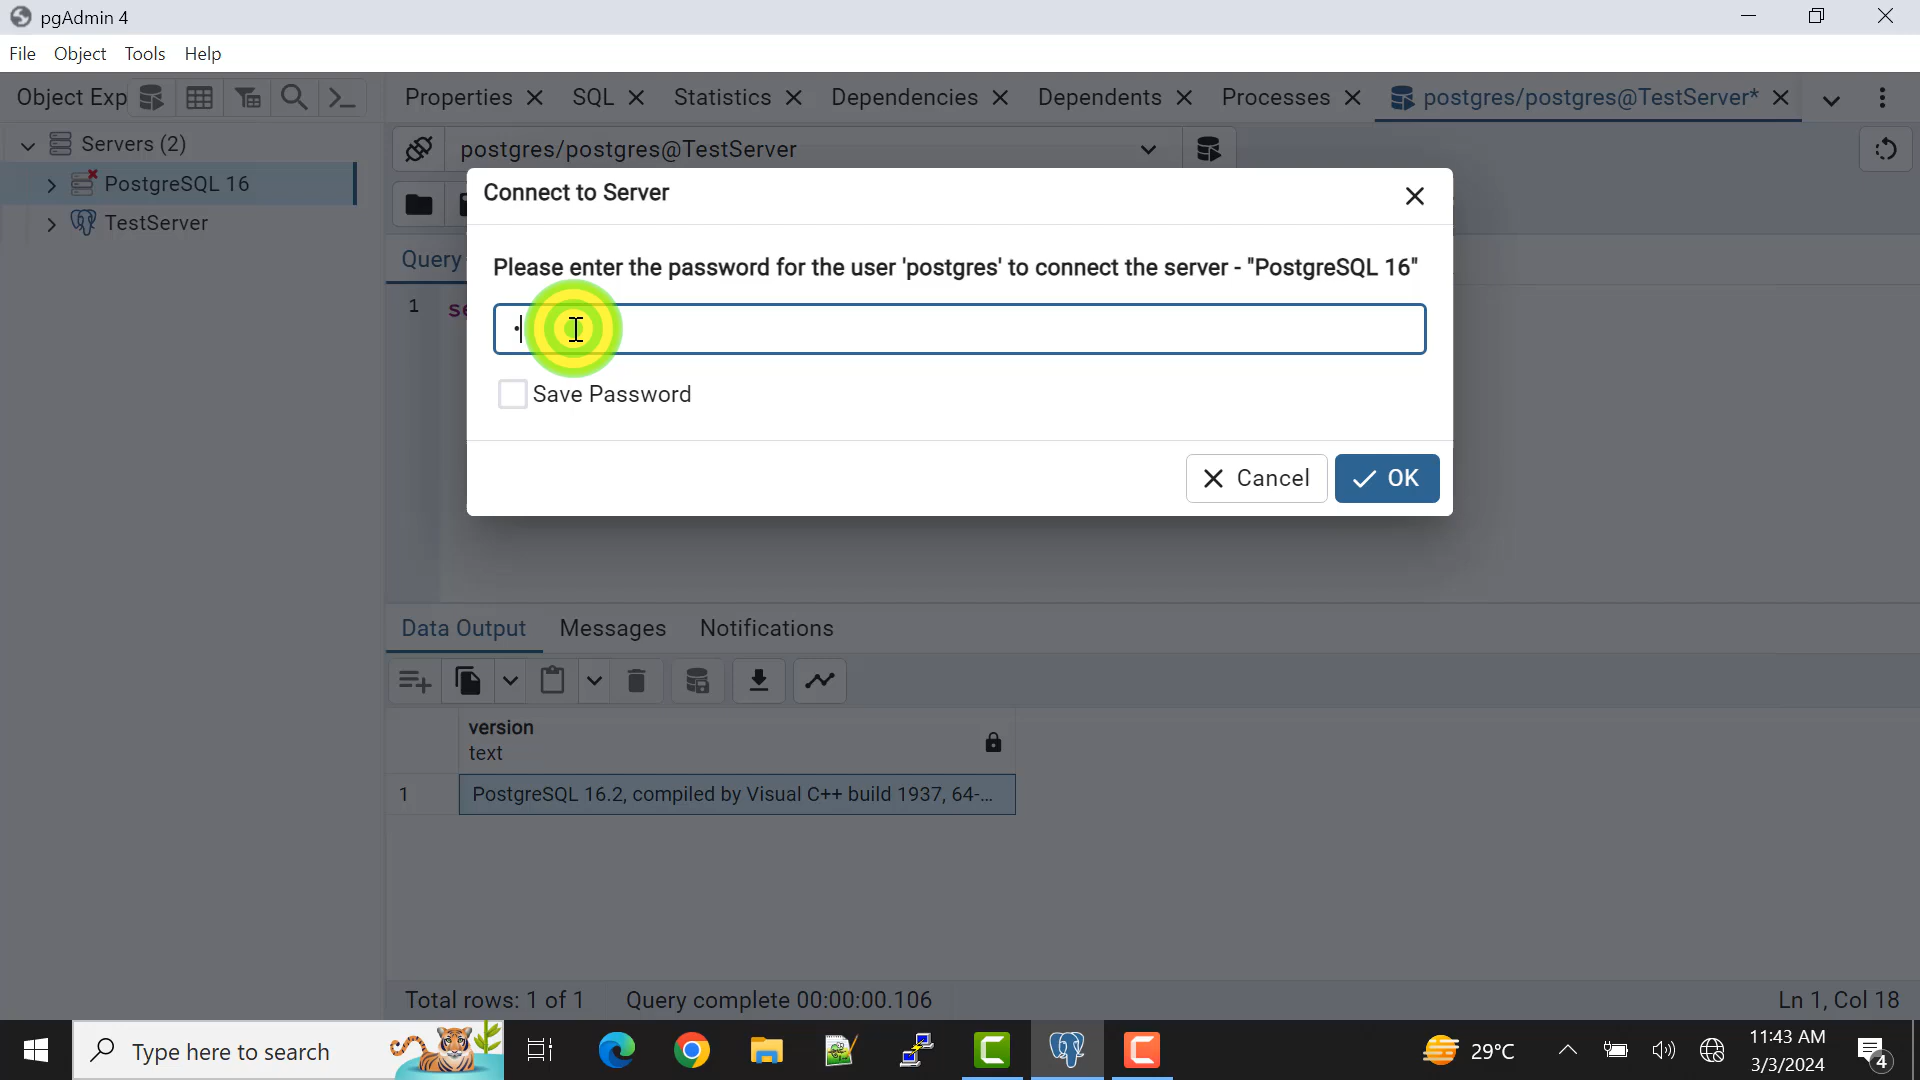 pgAdmin 4
File Object Tools Help
Object Exp
Properties SQL Statistics Dependencies Dependents Processes postgres/postgres@TestServer*
Servers (2)
PostgreSQL 16
TestServer
postgres/postgres@TestServer
Connect to Server
Please enter the password for the user 'postgres' to connect the server - "PostgreSQL 16"
Save Password
Cancel OK
Query
1 se
Data Output Messages Notifications
version
text
1 PostgreSQL 16.2, compiled by Visual C++ build 1937, 64-...
Total rows: 1 of 1 Query complete 00:00:00.106 Ln 1, Col 18
Type here to search
29°C
11:43 AM
3/3/2024
4